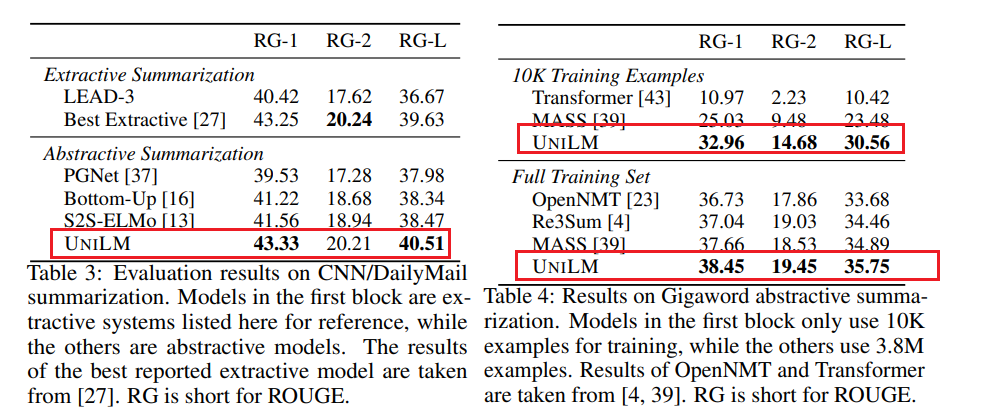 RG-1 RG-2 RG-L
Extractive Summarization
LEAD-3 40.42 17.62 36.67
Best Extractive [27] 43.25 20.24 39.63
Abstractive Summarization
PGNet [37] 39.53 17.28 37.98
Bottom-Up [16] 41.22 18.68 38.34
S2S-ELMo [13] 41.56 18.94 38.47
UNILM 43.33 20.21 40.51
Table 3: Evaluation results on CNN/DailyMail
summarization. Models in the first block are ex-
tractive systems listed here for reference, while
the others are abstractive models. The results
of the best reported extractive model are taken
from [27]. RG is short for ROUGE.
RG-1 RG-2 RG-L
10K Training Examples
Transformer [43] 10.97 2.23 10.42
MASS [39] 25.03 9.48 23.48
UNILM 32.96 14.68 30.56
Full Training Set
OpenNMT [23] 36.73 17.86 33.68
Re3Sum [4] 37.04 19.03 34.46
MASS [39] 37.66 18.53 34.89
UNILM 38.45 19.45 35.75
Table 4: Results on Gigaword abstractive summa-
rization. Models in the first block only use 10K
examples for training, while the others use 3.8M
examples. Results of OpenNMT and Transformer
are taken from [4, 39]. RG is short for ROUGE.